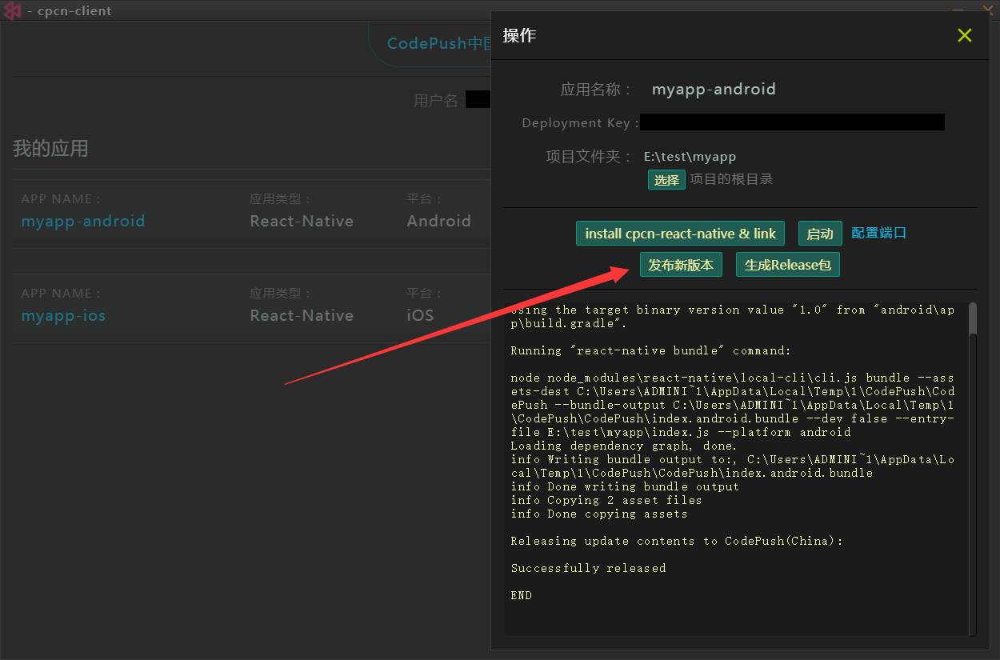 - cpcn-client
CodePush中国
用户名
我的应用
APP NAME : 应用类型 : 平台 :
myapp-android React-Native Android
APP NAME : 应用类型 : 平台 :
myapp-ios React-Native iOS
操作
应用名称 : myapp-android
Deployment Key :
项目文件夹 : E:\test\myapp
选择 项目的根目录
install cpcn-react-native & link 启动 配置端口
发布新版本 生成Release包
Using the target binary version value "1.0" from "android\ap
p\build.gradle".
Running "react-native bundle" command:
node node_modules\react-native\local-cli\cli.js bundle --ass
ets-dest C:\Users\ADMINI~1\AppData\Local\Temp\1\CodePush\Cod
ePush --bundle-output C:\Users\ADMINI~1\AppData\Local\Temp\1
\CodePush\CodePush\index.android.bundle --dev false --entry-
file E:\test\myapp\index.js --platform android
Loading dependency graph, done.
info Writing bundle output to:, C:\Users\ADMINI~1\AppData\Lo
cal\Temp\1\CodePush\CodePush\index.android.bundle
info Done writing bundle output
info Copying 2 asset files
info Done copying assets
Releasing update contents to CodePush(China):
Successfully released
END